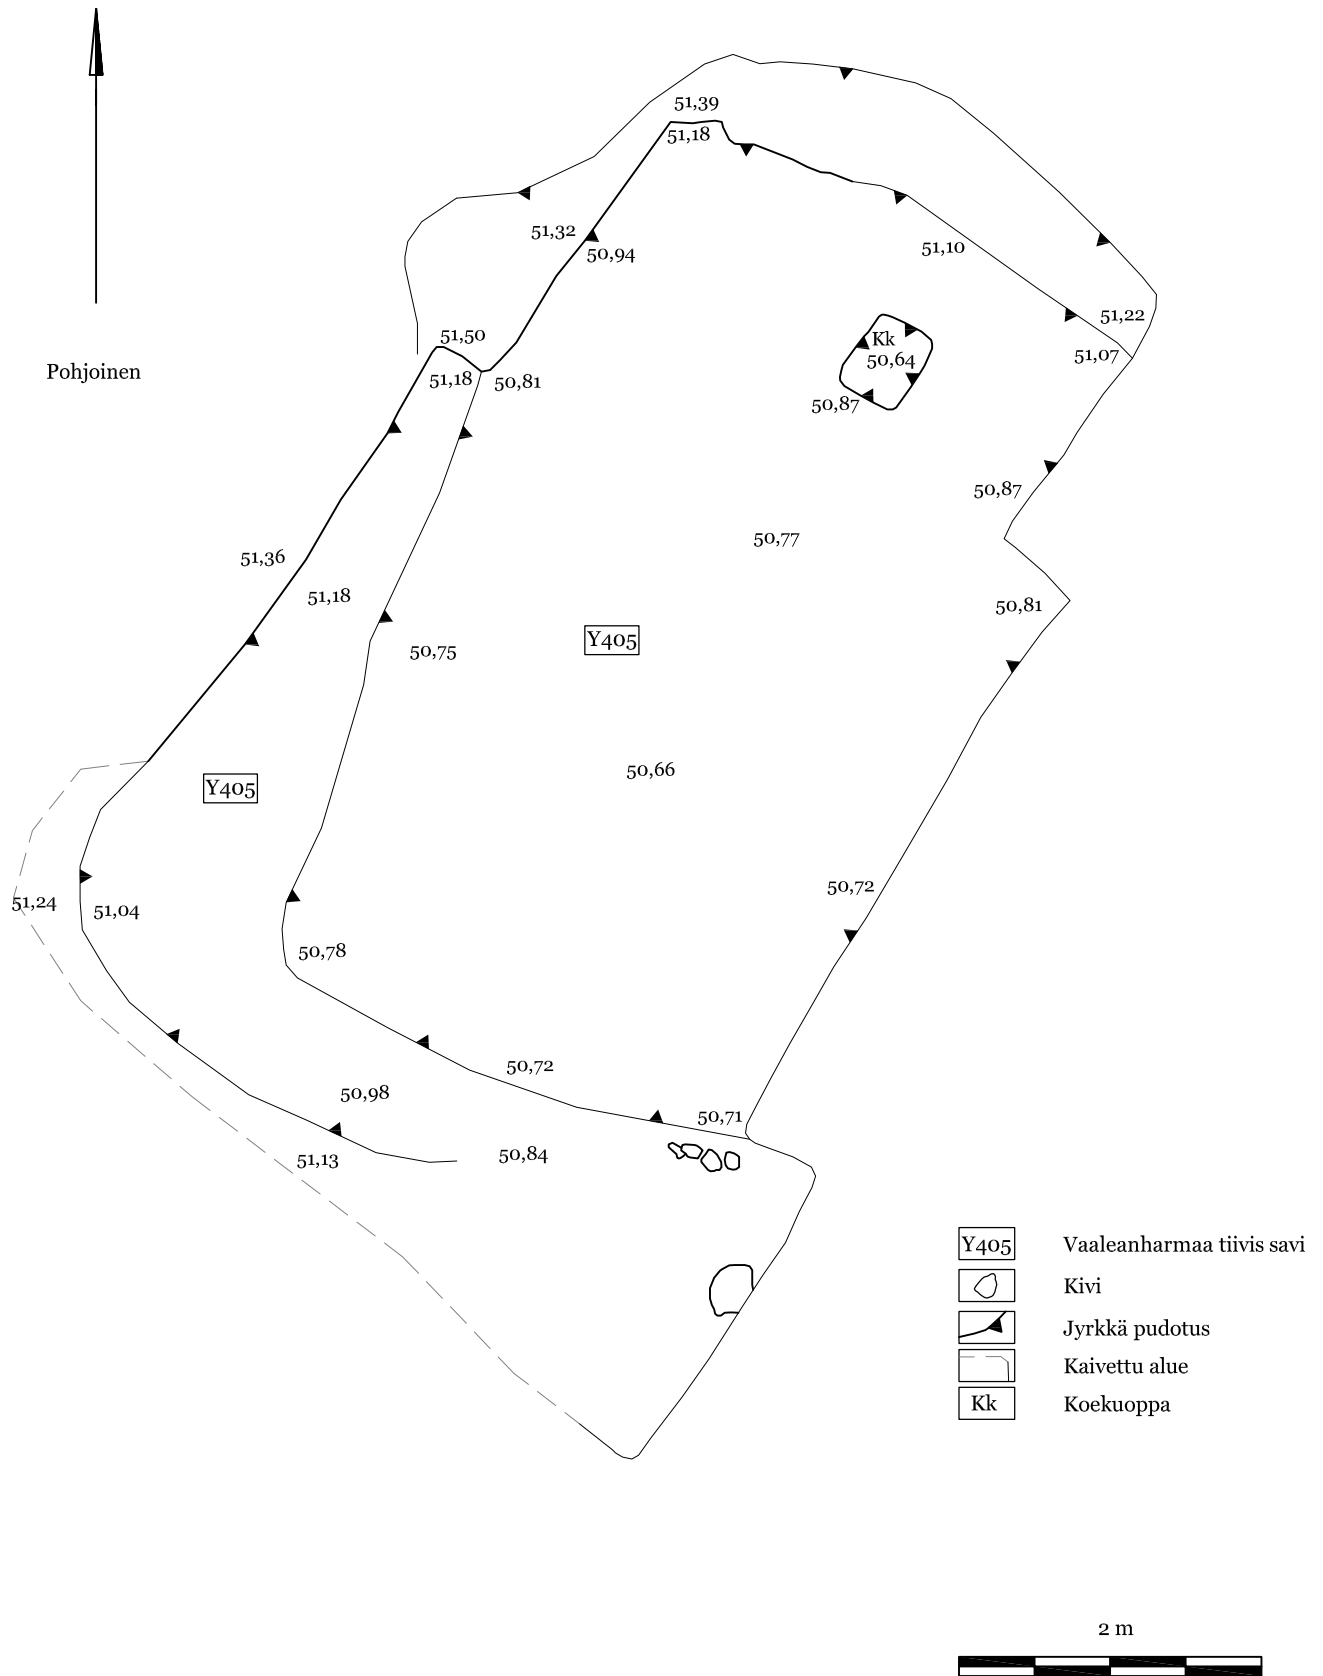 51,39
51,18
51,32
50,94
51,10
51,22
51,50
Kk
51,07
50,64
Pohjoinen
51,18
50,81
50,87
50,87
50,77
51,36
51,18
50,81
Y405
50,75
50,66
Y405
50,72
51,24
51,04
50,78
50,72
50,98
50,71
51,13
50,84
Y405 Vaaleanharmaa tiivis savi
Kivi
Jyrkkä pudotus
Kaivettu alue
Kk Koekuoppa
2 m